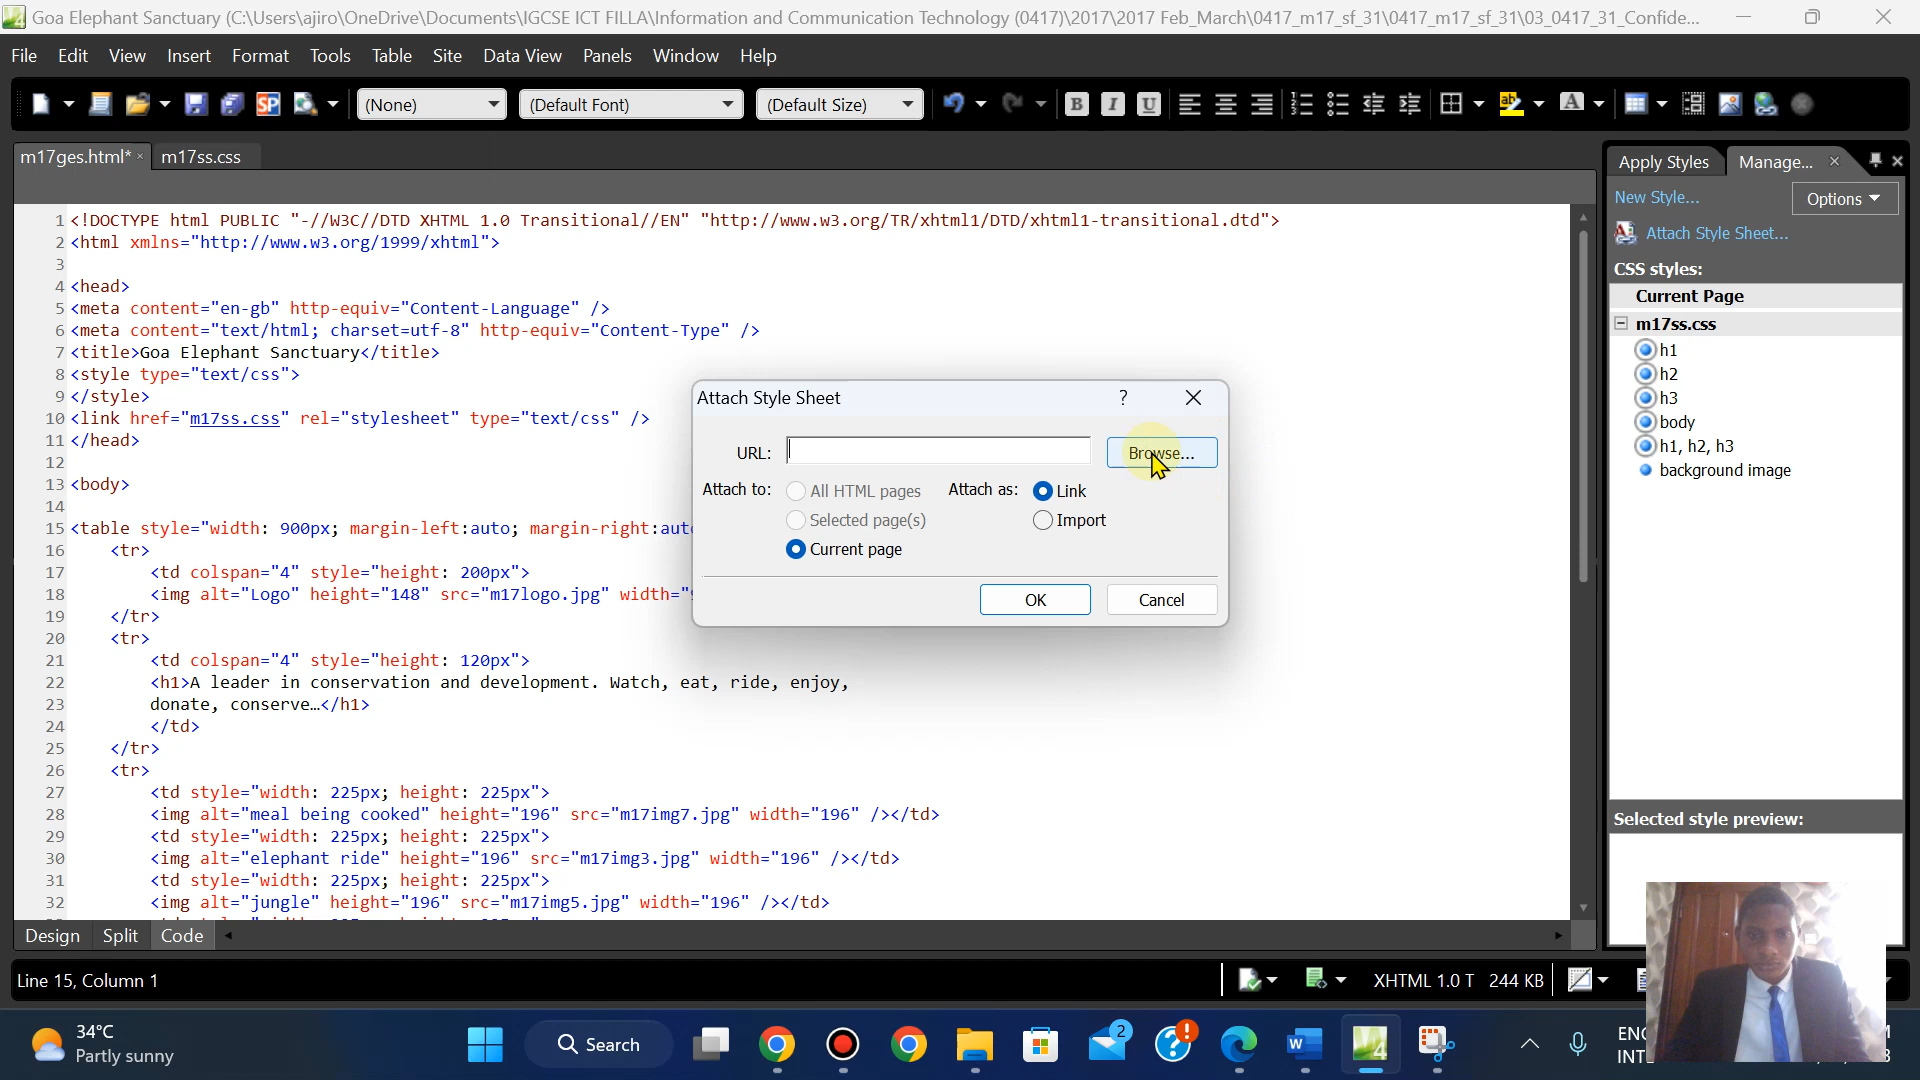 Goa Elephant Sanctuary (C:\Users\ajiro\OneDrive\Documents\IGCSE ICT FILLA\Information and Communication Technology (0417)\2017\2017 Feb_March\0417_m17_sf_31\0417_m17_sf_31\03_0417_31_Confide...
File Edit View Insert Format Tools Table Site Data View Panels Window Help
(None) (Default Font) (Default Size)
m17ges.html* m17ss.css
Apply Styles Manage...
New Style... Options
Attach Style Sheet...
CSS styles:
Current Page
m17ss.css
h1
h2
h3
body
h1, h2, h3
background image
Selected style preview:
1 <!DOCTYPE html PUBLIC "-//W3C//DTD XHTML 1.0 Transitional//EN" "http://www.w3.org/TR/xhtml1/DTD/xhtml1-transitional.dtd">
2 <html xmlns="http://www.w3.org/1999/xhtml">
3
4 <head>
5 <meta content="en-gb" http-equiv="Content-Language" />
6 <meta content="text/html; charset=utf-8" http-equiv="Content-Type" />
7 <title>Goa Elephant Sanctuary</title>
8 <style type="text/css">
9 </style>
10 <link href="m17ss.css" rel="stylesheet" type="text/css" />
11 </head>
12
13 <body>
14
15 <table style="width: 900px; margin-left:auto; margin-right:aut
16 <tr>
17 <td colspan="4" style="height: 200px">
18 <img alt="Logo" height="148" src="m17logo.jpg" width="
19 </tr>
20 <tr>
21 <td colspan="4" style="height: 120px">
22 <h1>A leader in conservation and development. Watch, eat, ride, enjoy,
23 donate, conserve…</h1>
24 </td>
25 </tr>
26 <tr>
27 <td style="width: 225px; height: 225px">
28 <img alt="meal being cooked" height="196" src="m17img7.jpg" width="196" /></td>
29 <td style="width: 225px; height: 225px">
30 <img alt="elephant ride" height="196" src="m17img3.jpg" width="196" /></td>
31 <td style="width: 225px; height: 225px">
32 <img alt="jungle" height="196" src="m17img5.jpg" width="196" /></td>
Attach Style Sheet ?
URL: Browse...
Attach to: All HTML pages Attach as: Link
Selected page(s) Import
Current page
OK Cancel
Design Split Code
Line 15, Column 1 XHTML 1.0 T 244 KB
34°C
Partly sunny
Search
2
ENG